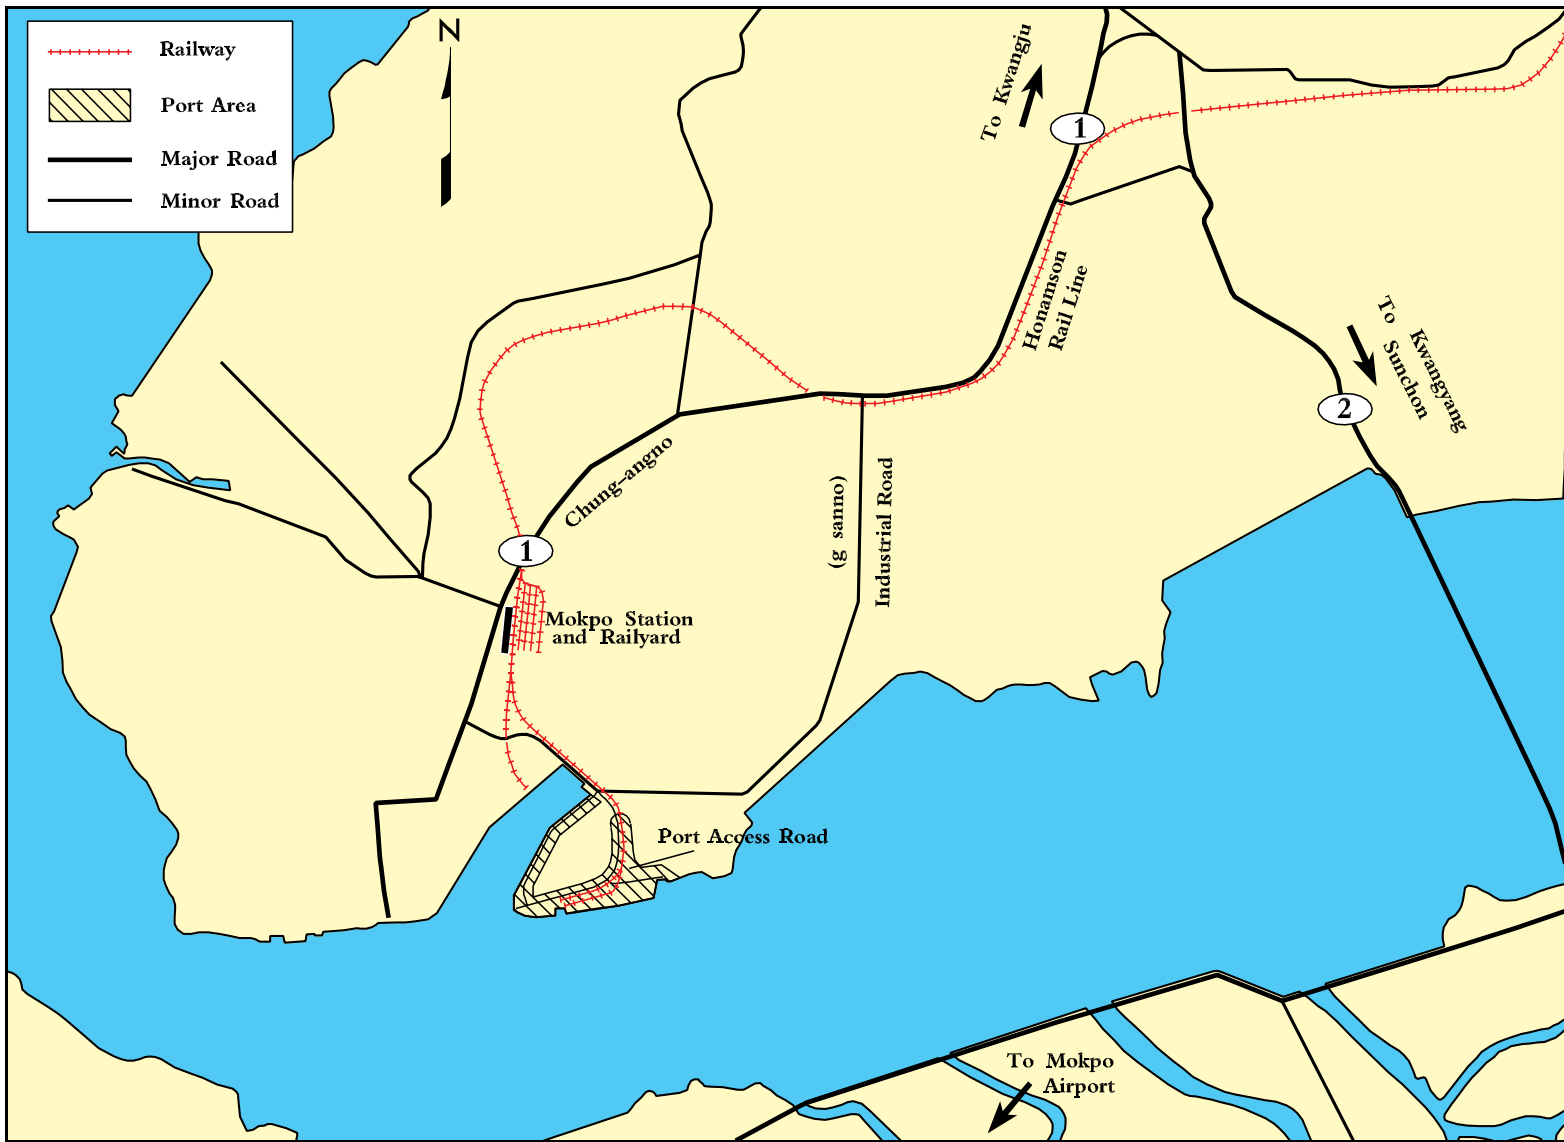 N
Railway
Port Area
Major Road
Minor Road
To Kwangju
1
Honamson
Rail Line
To Kwangyang
Sunchon
2
Chung-angno
(g sanno)
Industrial Road
1
Mokpo Station
and Railyard
Port Access Road
To Mokpo
Airport